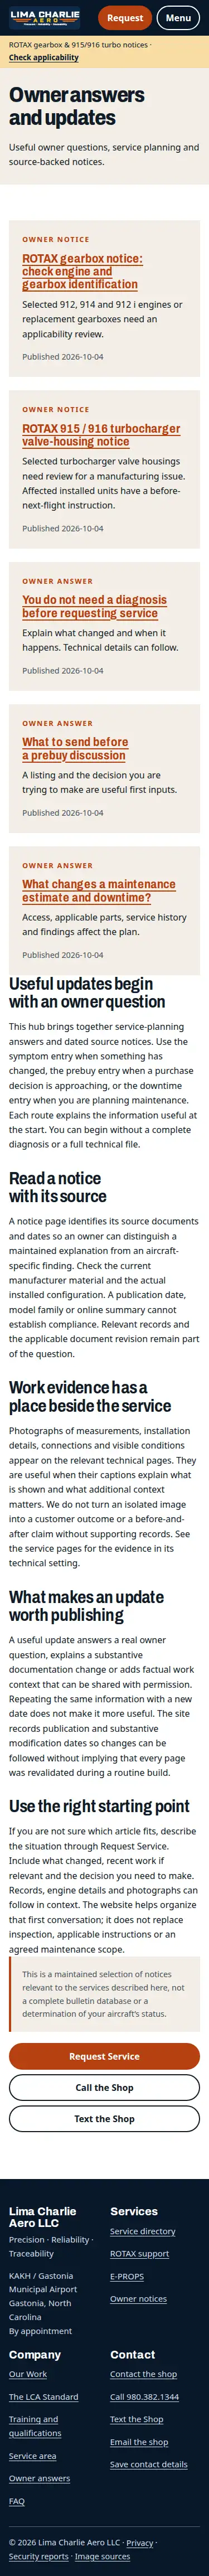 LIMA CHARLIE
AERO LLC
Request
Menu
ROTAX gearbox & 915/916 turbo notices ·
Check applicability
Owner answers
and updates
Useful owner questions, service planning and
source-backed notices.
OWNER NOTICE
ROTAX gearbox notice:
check engine and
gearbox identification
Selected 912, 914 and 912 i engines or
replacement gearboxes need an
applicability review.
Published 2026-10-04
OWNER NOTICE
ROTAX 915 / 916 turbocharger
valve-housing notice
Selected turbocharger valve housings
need review for a manufacturing issue.
Affected installed units have a before-
next-flight instruction.
Published 2026-10-04
OWNER ANSWER
You do not need a diagnosis
before requesting service
Explain what changed and when it
happens. Technical details can follow.
Published 2026-10-04
OWNER ANSWER
What to send before
a prebuy discussion
A listing and the decision you are
trying to make are useful first inputs.
Published 2026-10-04
OWNER ANSWER
What changes a maintenance
estimate and downtime?
Access, applicable parts, service history
and findings affect the plan.
Published 2026-10-04
Useful updates begin
with an owner question
This hub brings together service-planning
answers and dated source notices. Use the
symptom entry when something has
changed, the prebuy entry when a purchase
decision is approaching, or the downtime
entry when you are planning maintenance.
Each route explains the information useful at
the start. You can begin without a complete
diagnosis or a full technical file.
Read a notice
with its source
A notice page identifies its source documents
and dates so an owner can distinguish a
maintained explanation from an aircraft-
specific finding. Check the current
manufacturer material and the actual
installed configuration. A publication date,
model family or online summary cannot
establish compliance. Relevant records and
the applicable document revision remain part
of the question.
Work evidence has a
place beside the service
Photographs of measurements, installation
details, connections and visible conditions
appear on the relevant technical pages. They
are useful when their captions explain what
is shown and what additional context
matters. We do not turn an isolated image
into a customer outcome or a before-and-
after claim without supporting records. See
the service pages for the evidence in its
technical setting.
What makes an update
worth publishing
A useful update answers a real owner
question, explains a substantive
documentation change or adds factual work
context that can be shared with permission.
Repeating the same information with a new
date does not make it more useful. The site
records publication and substantive
modification dates so changes can be
followed without implying that every page
was revalidated during a routine build.
Use the right starting point
If you are not sure which article fits, describe
the situation through Request Service.
Include what changed, recent work if
relevant and the decision you need to make.
Records, engine details and photographs can
follow in context. The website helps organize
that first conversation; it does not replace
inspection, applicable instructions or an
agreed maintenance scope.
This is a maintained selection of notices
relevant to the services described here, not
a complete bulletin database or a
determination of your aircraft's status.
Request Service
Call the Shop
Text the Shop
Lima Charlie
Aero LLC
Precision · Reliability ·
Traceability
KAKH / Gastonia
Municipal Airport
Gastonia, North
Carolina
By appointment
Services
Service directory
ROTAX support
E-PROPS
Owner notices
Company
Our Work
The LCA Standard
Training and
qualifications
Service area
Owner answers
FAQ
Contact
Contact the shop
Call 980.382.1344
Text the Shop
Email the shop
Save contact details
© 2026 Lima Charlie Aero LLC · Privacy ·
Security reports · Image sources